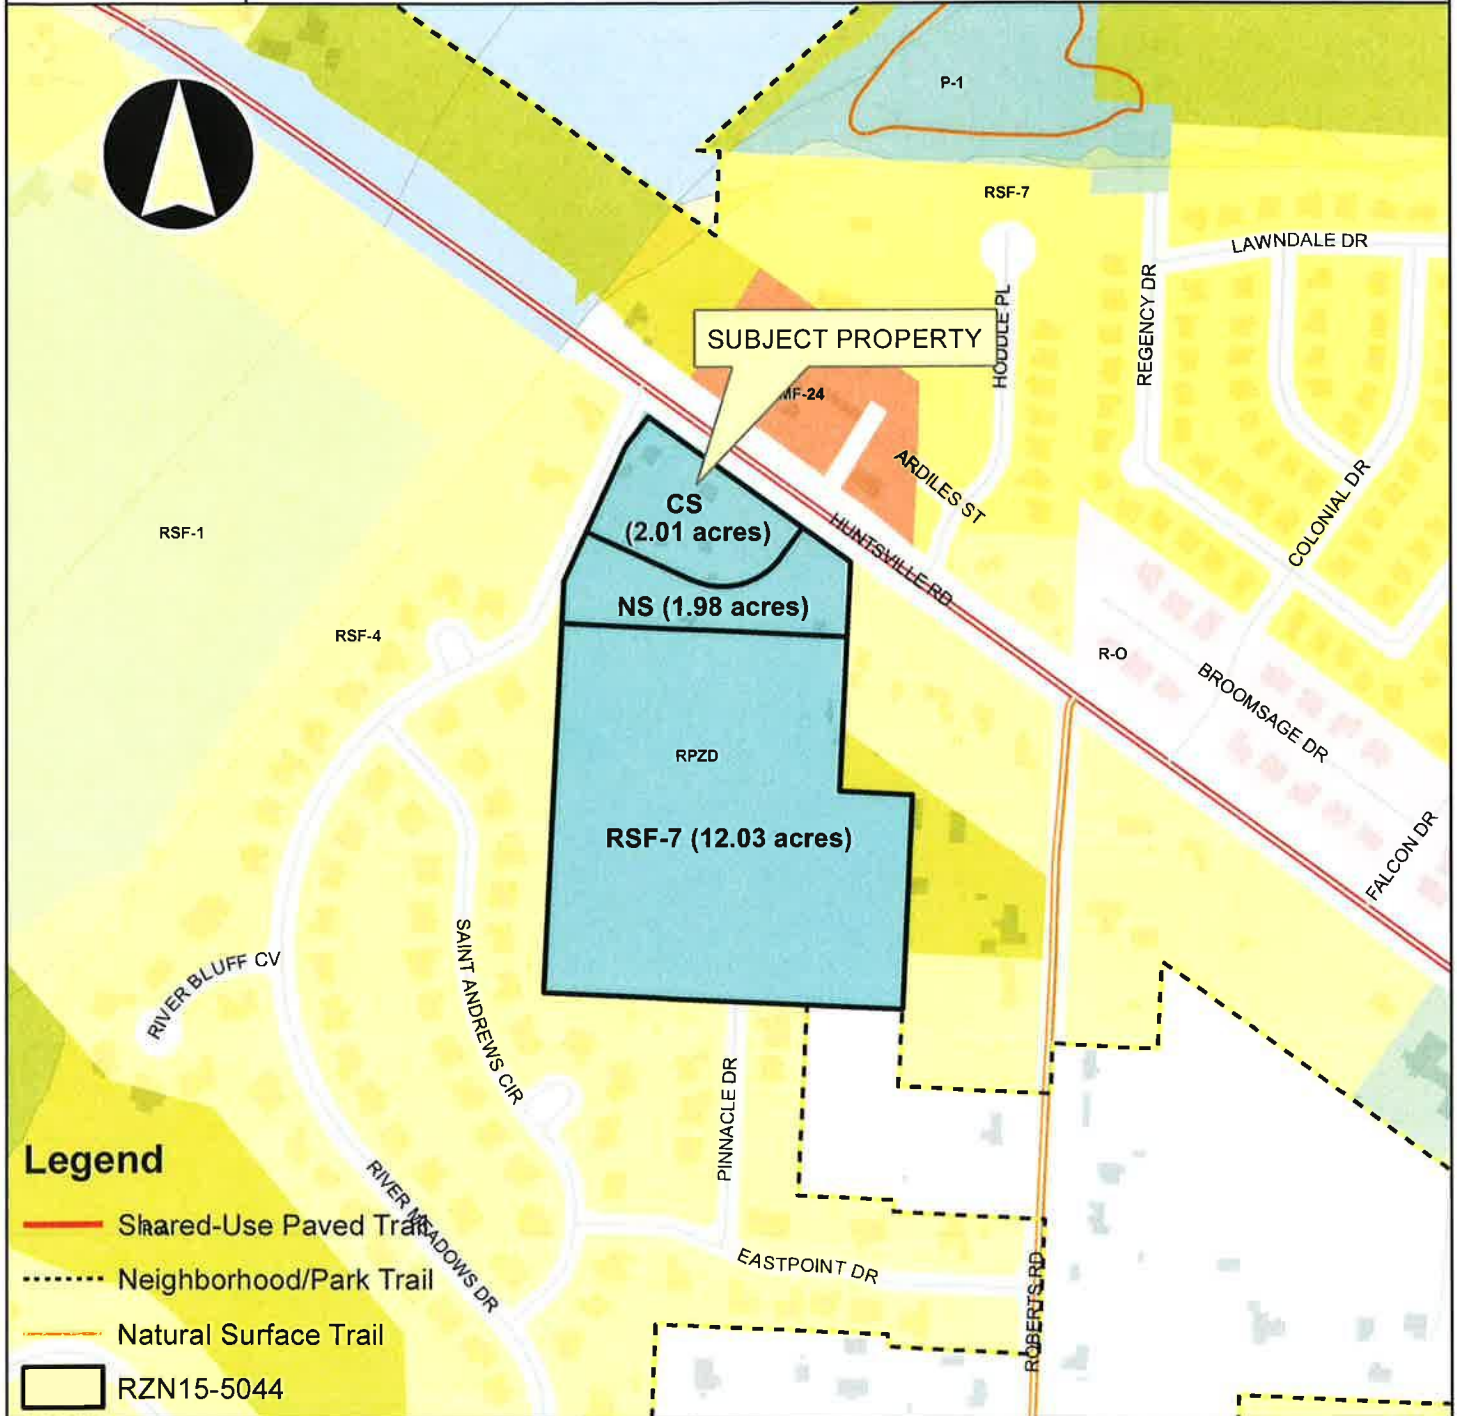 P-1
RSF-7
LAWNDALE DR
REGENCY DR
HODDLE PL
SUBJECT PROPERTY
MF-24
ARDILES ST
COLONIAL DR
CS
(2.01 acres)
HUNTSVILLE RD
RSF-1
NS (1.98 acres)
RSF-4
R-O
BROOMSAGE DR
RPZD
RSF-7 (12.03 acres)
FALCON DR
SAINT ANDREWS CIR
RIVER BLUFF CV
PINNACLE DR
RIVER MEADOWS DR
EASTPOINT DR
ROBERTS RD
Legend
Shared-Use Paved Trail
Neighborhood/Park Trail
Natural Surface Trail
RZN15-5044